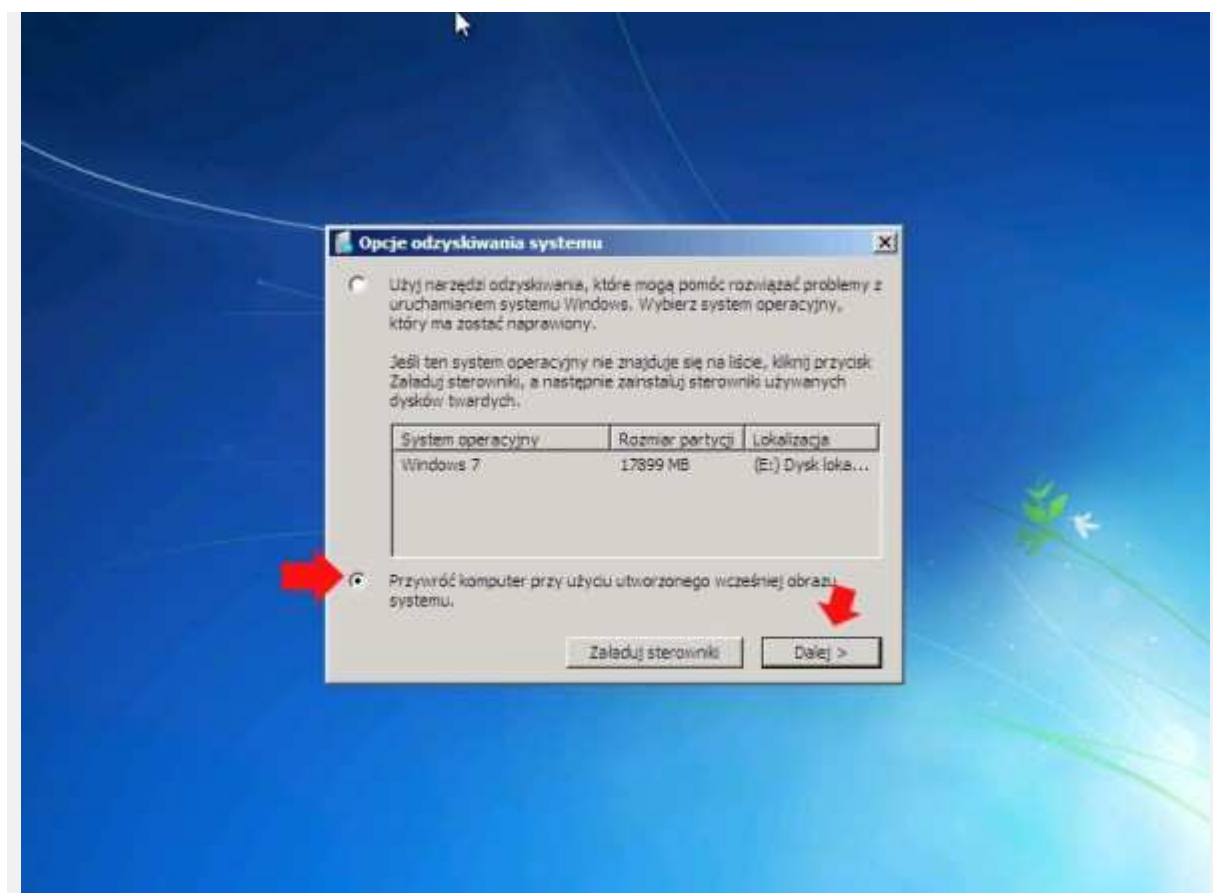 Opcje odzyskiwania systemu
Użyj narzędzi odzyskiwania, które mogą pomóc rozwiązać problemy z
uruchamianiem systemu Windows. Wybierz system operacyjny,
który ma zostać naprawiony.
Jeśli ten system operacyjny nie znajduje się na liście, kliknij przycisk
Załaduj sterowniki, a następnie zainstaluj sterowniki używanych
dysków twardych.
System operacyjny Rozmiar partycji Lokalizacja
Windows 7 17899 MB (E:) Dysk loka...
Przywróć komputer przy użyciu utworzonego wcześniej obrazu
systemu.
Załaduj sterowniki Dalej >